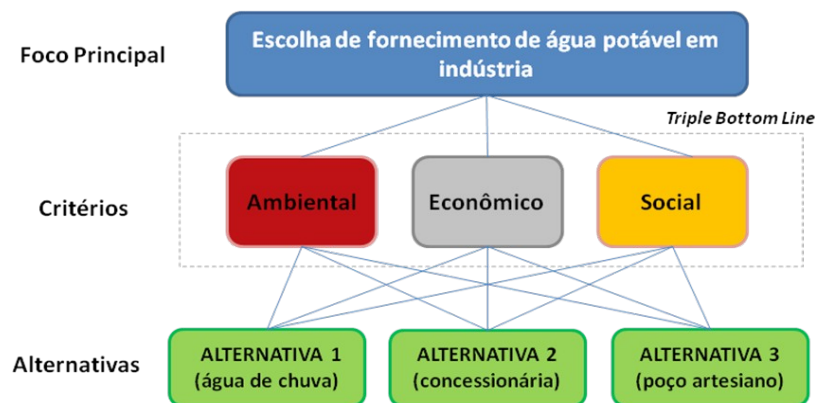 Foco Principal
Escolha de fornecimento de água potável em
indústria
Triple Bottom Line
Critérios
Ambiental
Econômico
Social
Alternativas
ALTERNATIVA 1
(água de chuva)
ALTERNATIVA 2
(concessionária)
ALTERNATIVA 3
(poço artesiano)